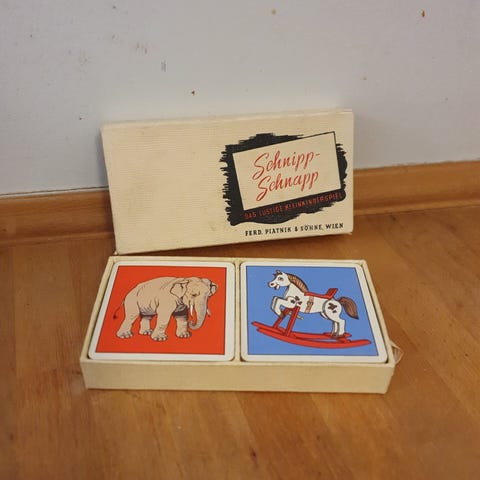 Schnipp-
Schnapp
DAS LUSTIGE KLEINKINDERSPIEL
FERD. PIATNIK & SÖHNE, WIEN